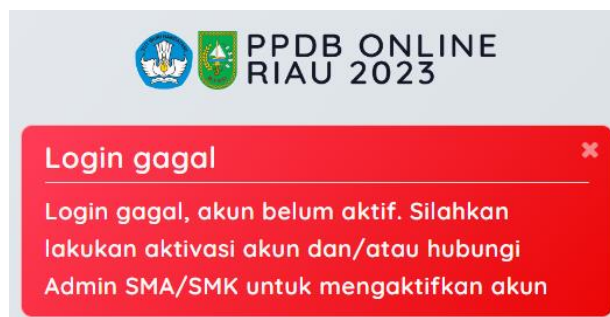 PPDB ONLINE
RIAU 2023
Login gagal
Login gagal, akun belum aktif. Silahkan
lakukan aktivasi akun dan/atau hubungi
Admin SMA/SMK untuk mengaktifkan akun